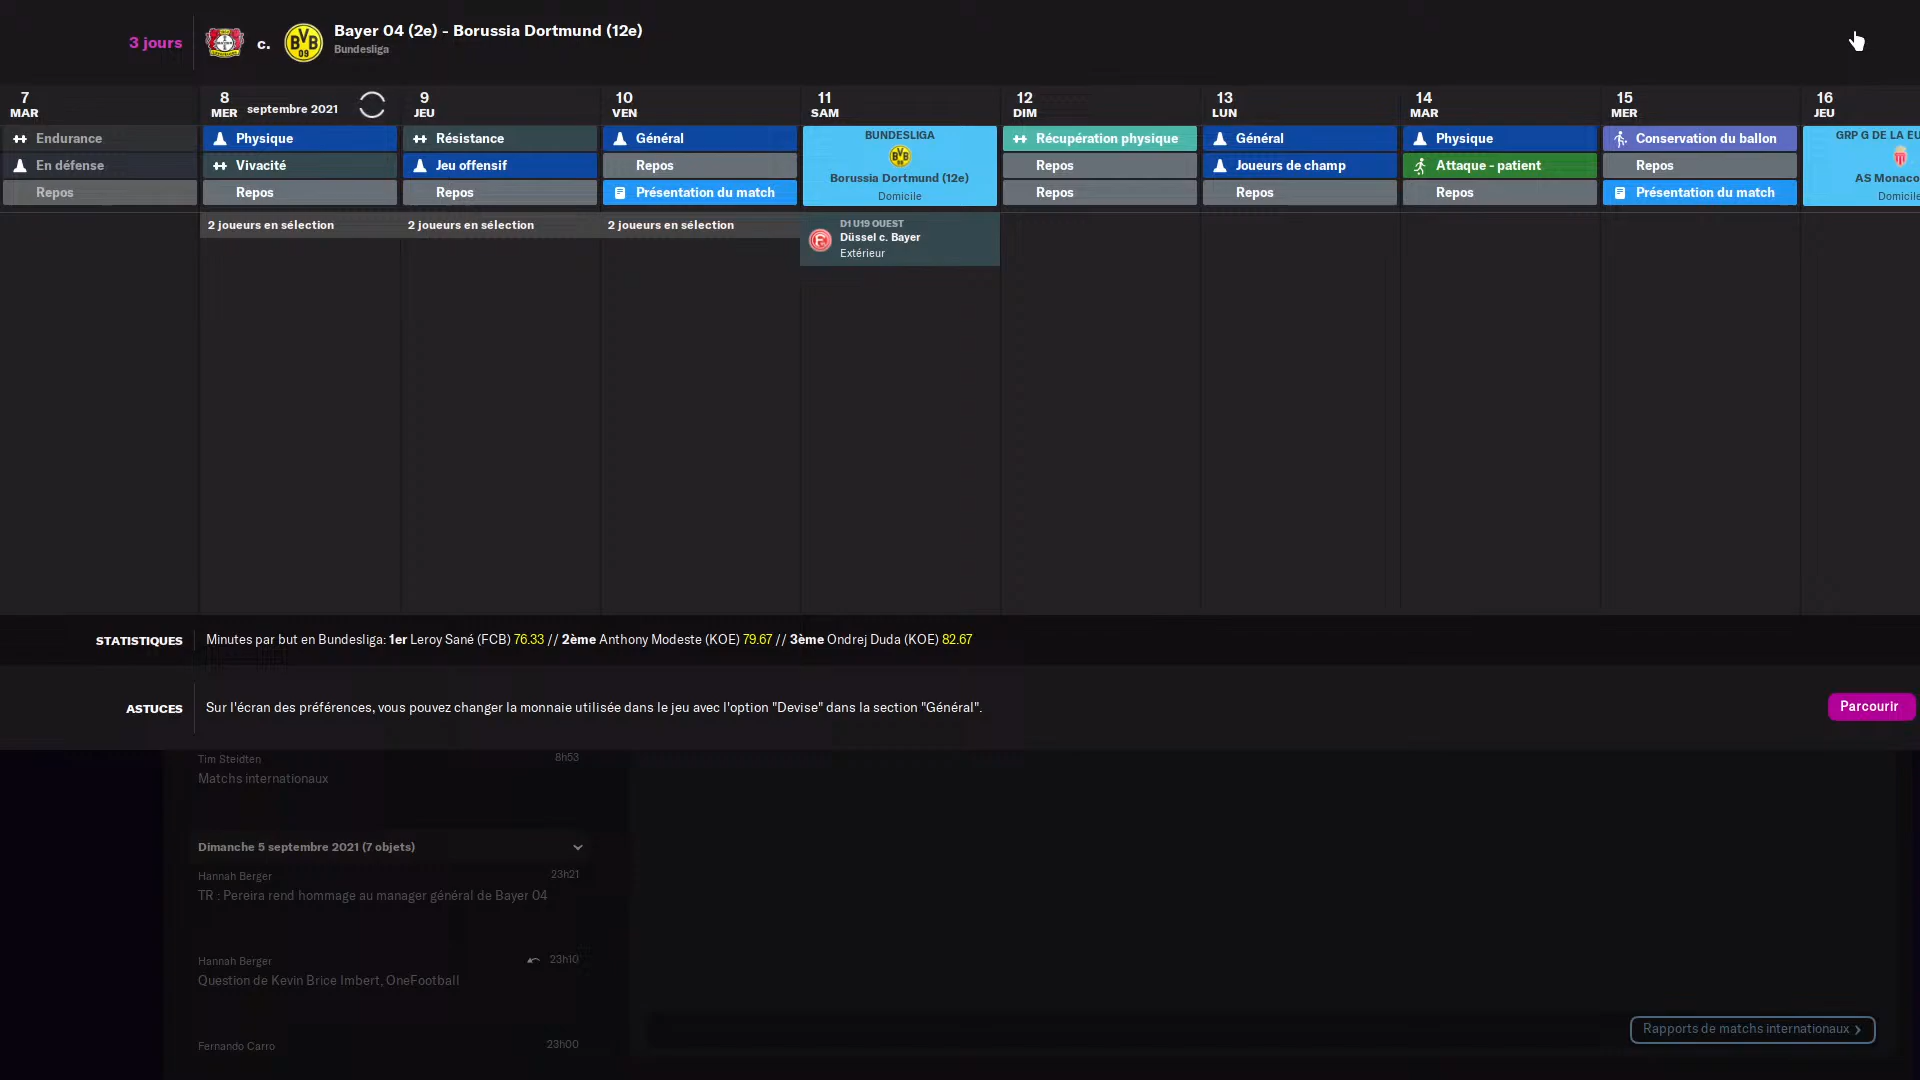 3 jours
c.
Bayer 04 (2e) - Borussia Dortmund (12e)
Bundesliga
7
MAR
8
MER septembre 2021
9
JEU
10
VEN
11
SAM
12
DIM
13
LUN
14
MAR
15
MER
16
JEU
Endurance
En défense
Repos
Physique
Vivacité
Repos
Résistance
Jeu offensif
Repos
Général
Repos
Présentation du match
BUNDESLIGA
Borussia Dortmund (12e)
Domicile
Récupération physique
Repos
Repos
Général
Joueurs de champ
Repos
Physique
Attaque - patient
Repos
Conservation du ballon
Repos
Présentation du match
GRP G DE LA EU
AS Monaco
Domicile
2 joueurs en sélection
2 joueurs en sélection
2 joueurs en sélection
D1 U19 OUEST
Düssel c. Bayer
Extérieur
STATISTIQUES
Minutes par but en Bundesliga: 1er Leroy Sané (FCB) 76.33 // 2ème Anthony Modeste (KOE) 79.67 // 3ème Ondrej Duda (KOE) 82.67
ASTUCES
Sur l'écran des préférences, vous pouvez changer la monnaie utilisée dans le jeu avec l'option "Devise" dans la section "Général".
Parcourir
Tim Steidten 8h53
Matchs internationaux
Dimanche 5 septembre 2021 (7 objets)
Hannah Berger 23h21
TR : Pereira rend hommage au manager général de Bayer 04
Hannah Berger 23h10
Question de Kevin Brice Imbert, OneFootball
Fernando Carro 23h00
Rapports de matchs internationaux